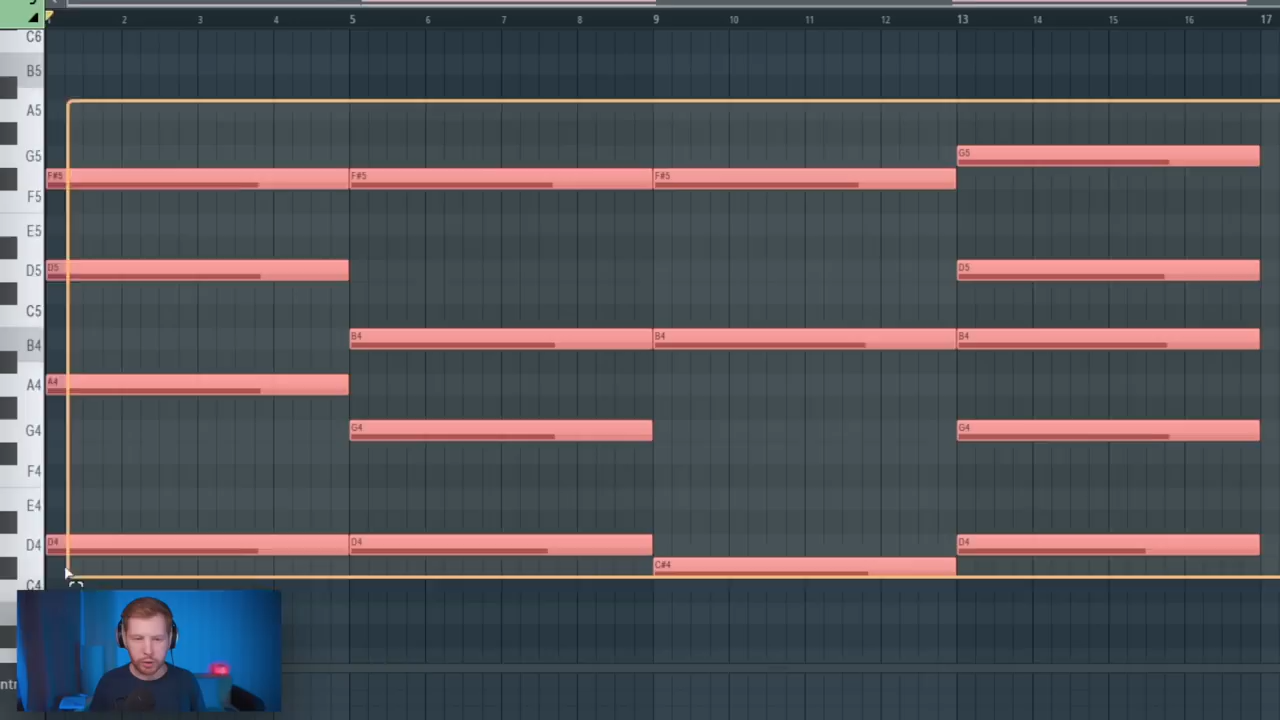 1 2 3 4 5 6 7 8 9 10 11 12 13 14 15 16 17
C6
B5
A5
G5 G5
F#5 F#5 F#5
F5
E5
D5 D5 D5
C5
B4 B4 B4 B4
A4 A4
G4 G4 G4
F4
E4
D4 D4 D4 D4
C#4
C4
ntr